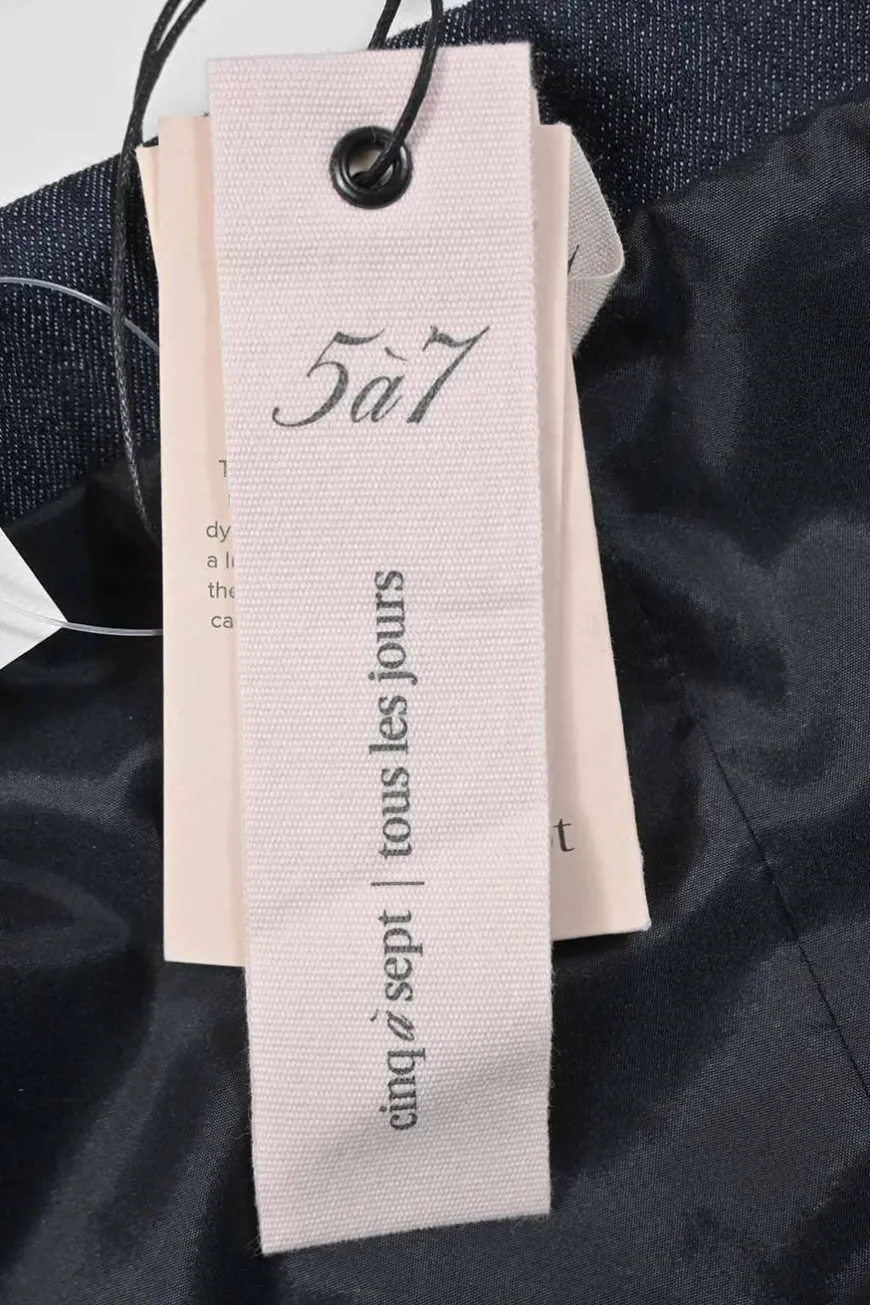 5à7
cinq à sept | tous les jours